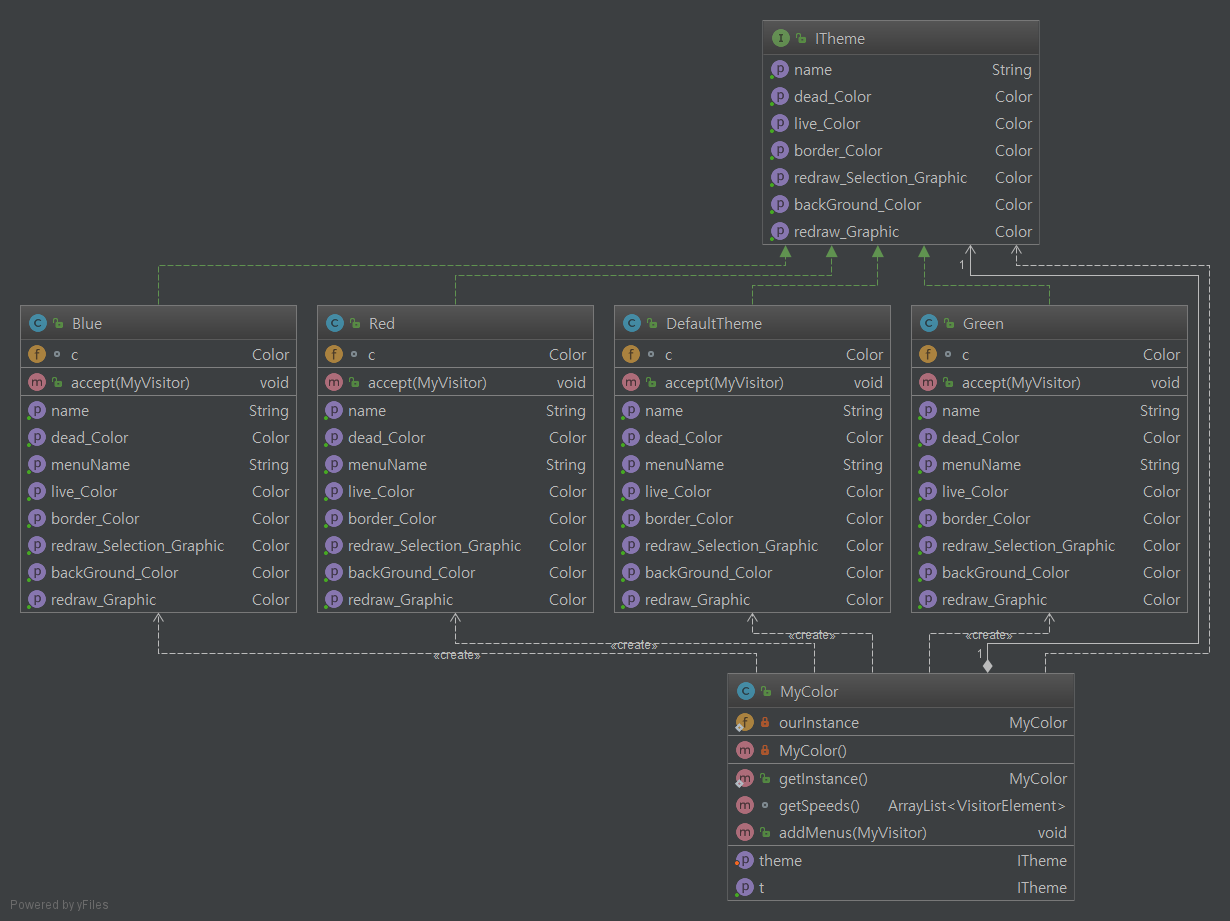 ITheme
name String
dead_Color Color
live_Color Color
border_Color Color
redraw_Selection_Graphic Color
backGround_Color Color
redraw_Graphic Color
1
Blue
c Color
accept(MyVisitor) void
name String
dead_Color Color
menuName String
live_Color Color
border_Color Color
redraw_Selection_Graphic Color
backGround_Color Color
redraw_Graphic Color
Red
c Color
accept(MyVisitor) void
name String
dead_Color Color
menuName String
live_Color Color
border_Color Color
redraw_Selection_Graphic Color
backGround_Color Color
redraw_Graphic Color
DefaultTheme
c Color
accept(MyVisitor) void
name String
dead_Color Color
menuName String
live_Color Color
border_Color Color
redraw_Selection_Graphic Color
backGround_Color Color
redraw_Graphic Color
Green
c Color
accept(MyVisitor) void
name String
dead_Color Color
menuName String
live_Color Color
border_Color Color
redraw_Selection_Graphic Color
backGround_Color Color
redraw_Graphic Color
«create»
«create»
«create»
«create»
1
MyColor
ourInstance MyColor
MyColor()
getInstance() MyColor
getSpeeds() ArrayList<VisitorElement>
addMenus(MyVisitor) void
theme ITheme
t ITheme
Powered by yFiles